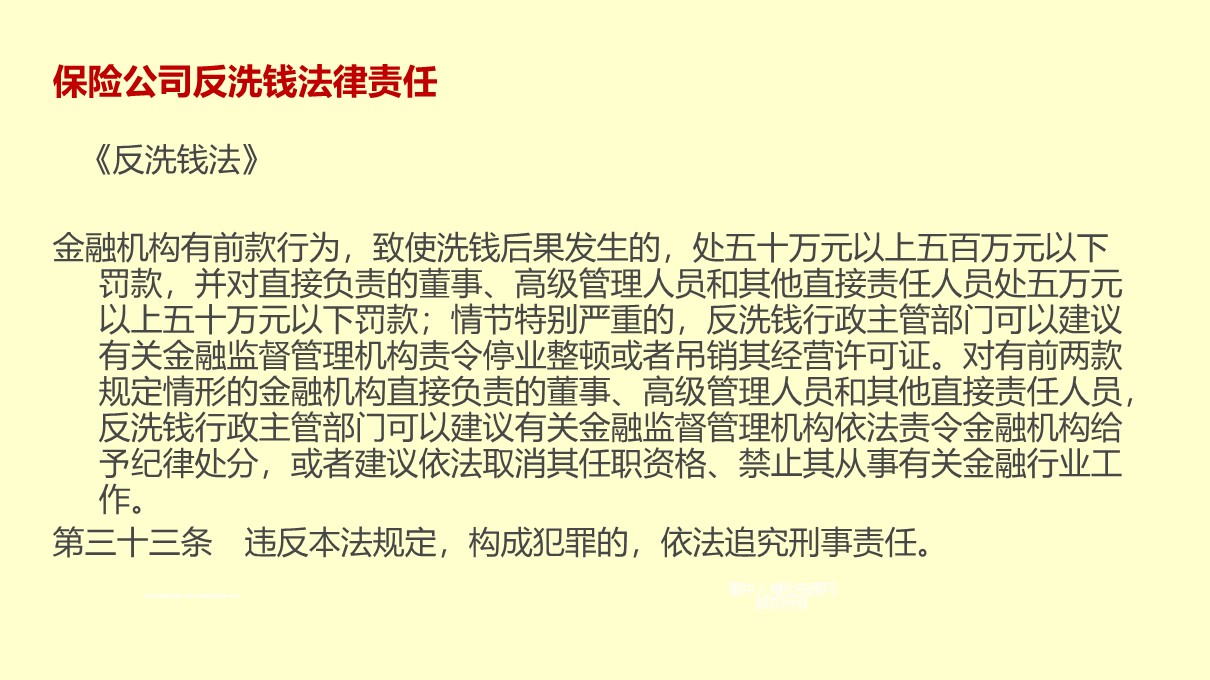 保险公司反洗钱法律责任
《反洗钱法》
金融机构有前款行为，致使洗钱后果发生的，处五十万元以上五百万元以下
罚款，并对直接负责的董事、高级管理人员和其他直接责任人员处五万元
以上五十万元以下罚款；情节特别严重的，反洗钱行政主管部门可以建议
有关金融监督管理机构责令停业整顿或者吊销其经营许可证。对有前两款
规定情形的金融机构直接负责的董事、高级管理人员和其他直接责任人员，
反洗钱行政主管部门可以建议有关金融监督管理机构依法责令金融机构给
予纪律处分，或者建议依法取消其任职资格、禁止其从事有关金融行业工
作。
第三十三条　违反本法规定，构成犯罪的，依法追究刑事责任。